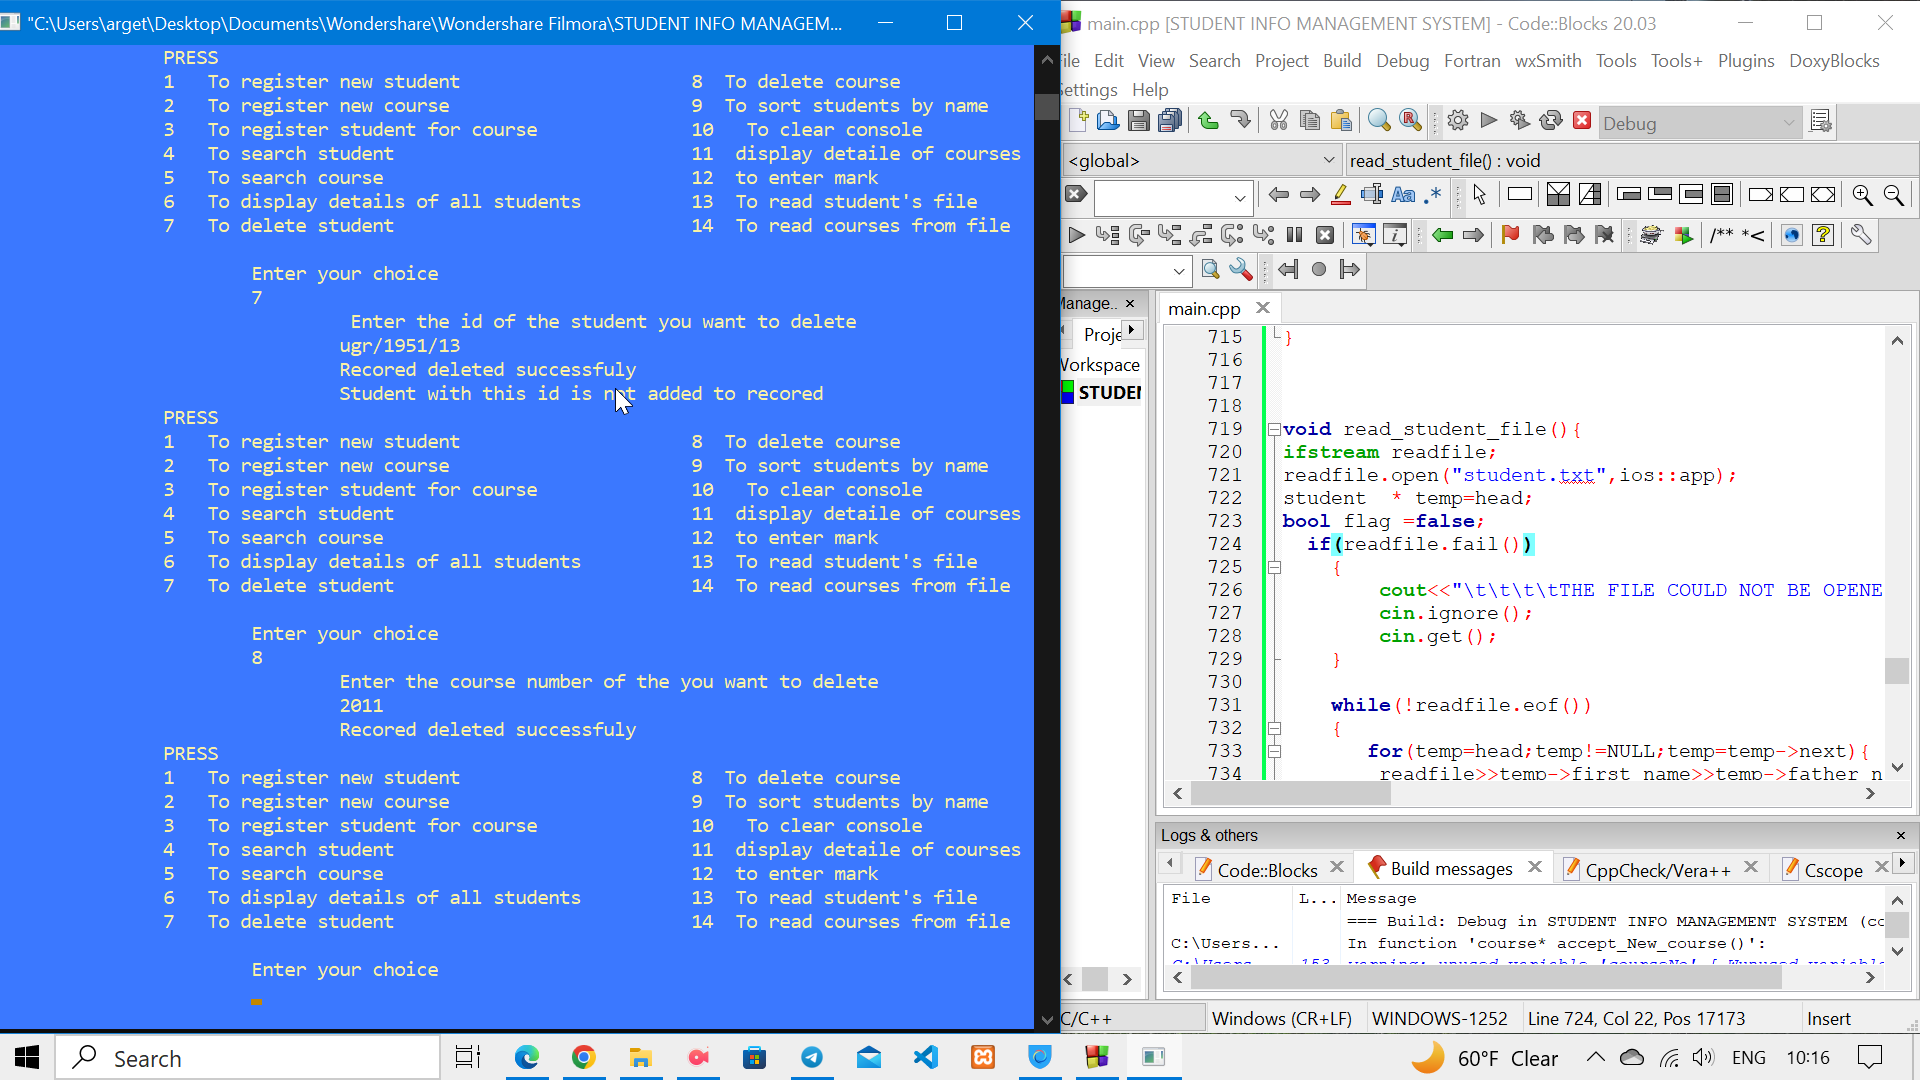 "C:\Users\arget\Desktop\Documents\Wondershare\Wondershare Filmora\STUDENT INFO MANAGEM...
PRESS
1 To register new student 8 To delete course
2 To register new course 9 To sort students by name
3 To register student for course 10 To clear console
4 To search student 11 display detaile of courses
5 To search course 12 to enter mark
6 To display details of all students 13 To read student's file
7 To delete student 14 To read courses from file
Enter your choice
7
Enter the id of the student you want to delete
ugr/1951/13
Recored deleted successfuly
Student with this id is not added to recored
PRESS
1 To register new student 8 To delete course
2 To register new course 9 To sort students by name
3 To register student for course 10 To clear console
4 To search student 11 display detaile of courses
5 To search course 12 to enter mark
6 To display details of all students 13 To read student's file
7 To delete student 14 To read courses from file
Enter your choice
8
Enter the course number of the you want to delete
2011
Recored deleted successfuly
PRESS
1 To register new student 8 To delete course
2 To register new course 9 To sort students by name
3 To register student for course 10 To clear console
4 To search student 11 display detaile of courses
5 To search course 12 to enter mark
6 To display details of all students 13 To read student's file
7 To delete student 14 To read courses from file
Enter your choice
main.cpp [STUDENT INFO MANAGEMENT SYSTEM] - Code::Blocks 20.03
ile Edit View Search Project Build Debug Fortran wxSmith Tools Tools+ Plugins DoxyBlocks
ettings Help
Debug
<global> read_student_file() : void
Aa .*
/** *<
Manage.. ×
Proje
Workspace
STUDEN
main.cpp
715 }
716
717
718
719 void read_student_file(){
720 ifstream readfile;
721 readfile.open("student.txt",ios::app);
722 student * temp=head;
723 bool flag =false;
724 if(readfile.fail())
725 {
726 cout<<"\t\t\t\tTHE FILE COULD NOT BE OPENE
727 cin.ignore();
728 cin.get();
729 }
730
731 while(!readfile.eof())
732 {
733 for(temp=head;temp!=NULL;temp=temp->next){
734 readfile>>temp->first_name>>temp->father_n
Logs & others
Code::Blocks Build messages CppCheck/Vera++ Cscope
File L... Message
=== Build: Debug in STUDENT INFO MANAGEMENT SYSTEM (co
C:\Users... In function 'course* accept_New_course()':
C:\Users... 153 warning: unused variable 'courseNo' [-Wunused-variable
C/C++ Windows (CR+LF) WINDOWS-1252 Line 724, Col 22, Pos 17173 Insert
Search 60°F Clear ENG 10:16